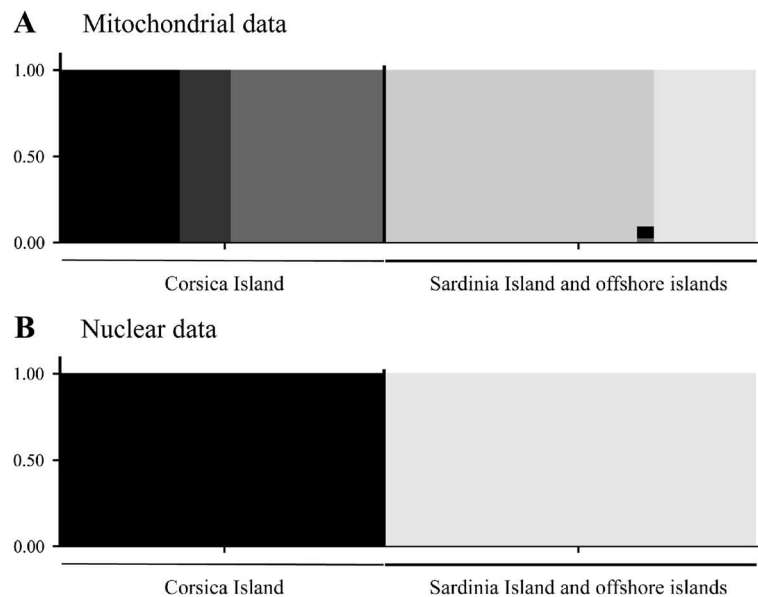 A Mitochondrial data
1.00
0.50
0.00
Corsica Island Sardinia Island and offshore islands
B Nuclear data
1.00
0.50
0.00
Corsica Island Sardinia Island and offshore islands